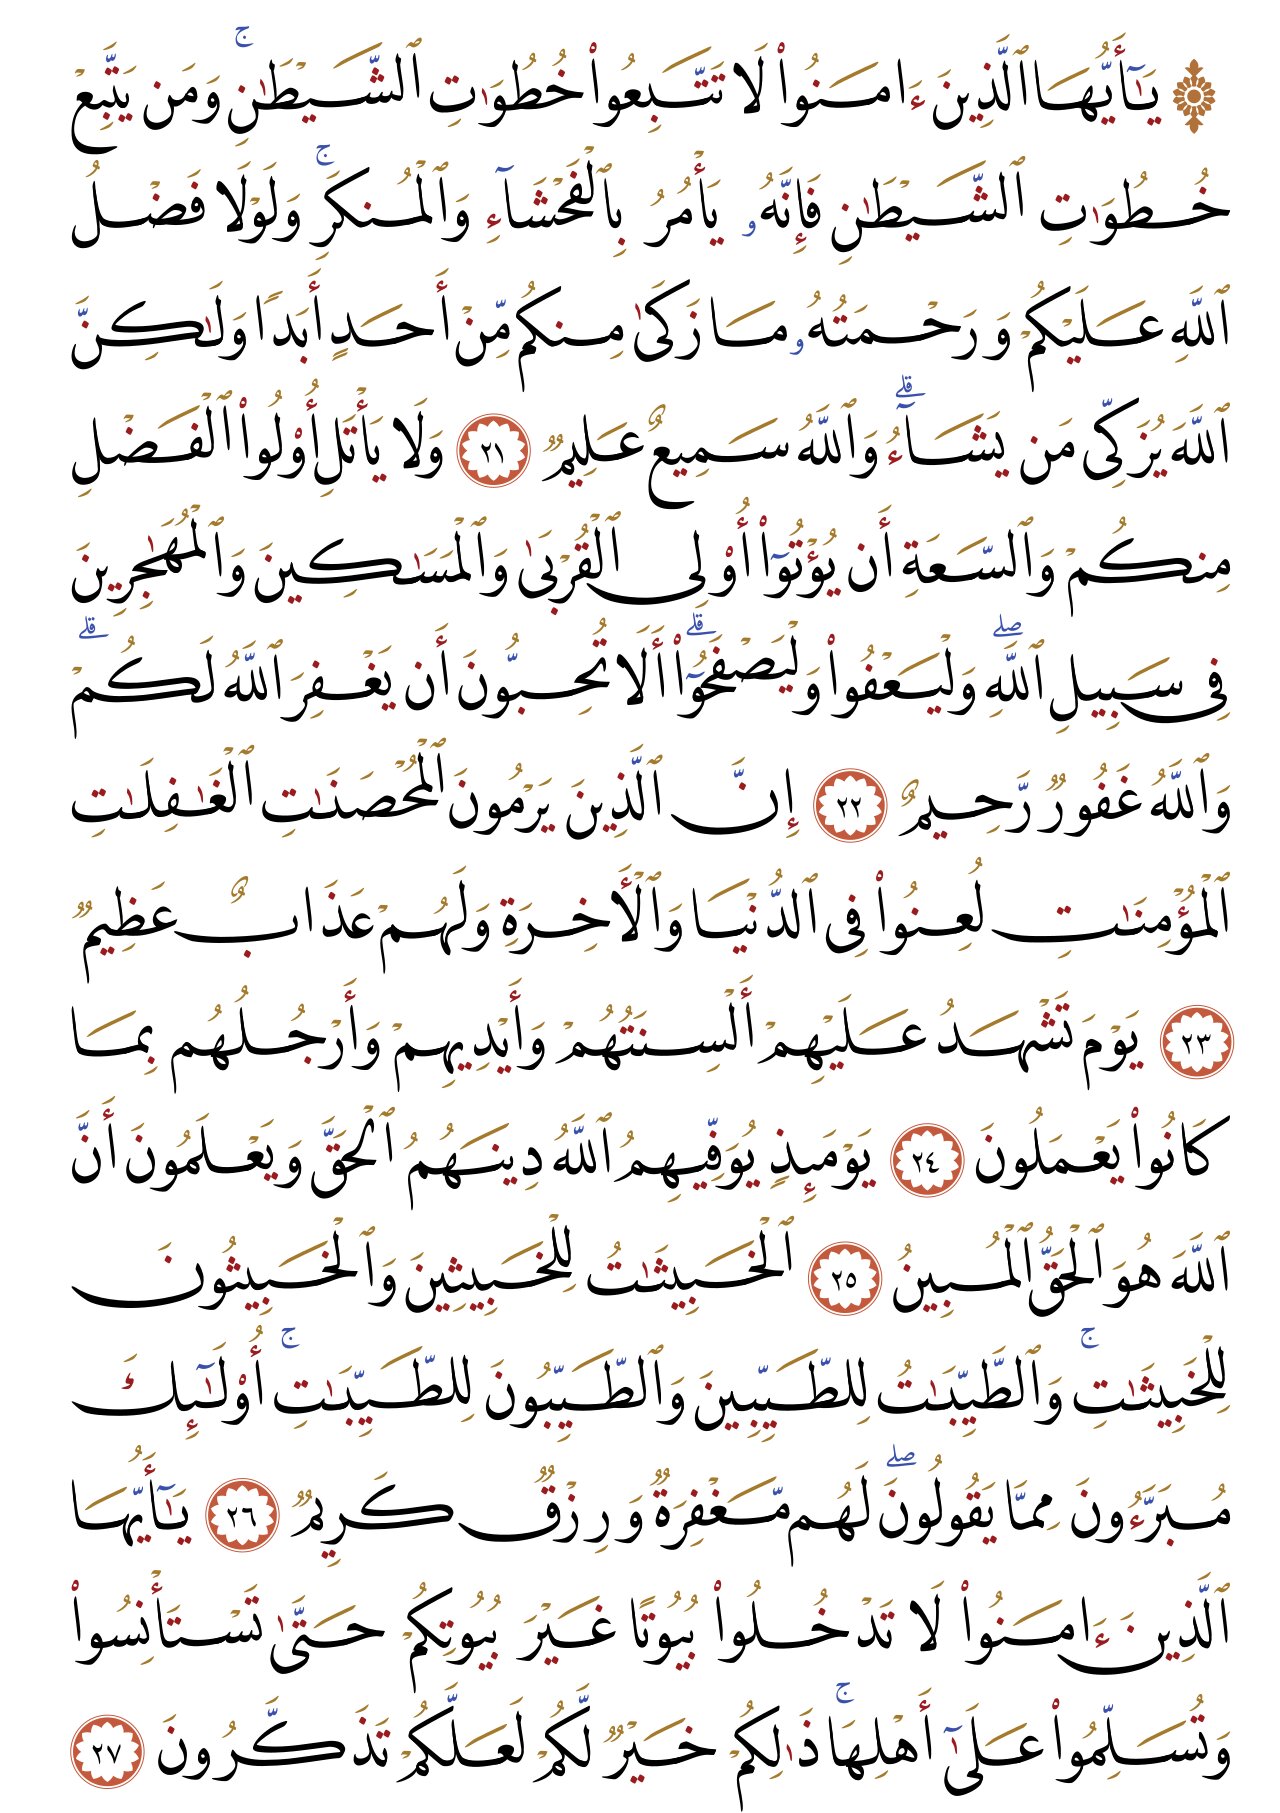 ۞ يَـٰٓأَيُّهَا ٱلَّذِينَ ءَامَنُوا۟ لَا تَتَّبِعُوا۟ خُطُوَٰتِ ٱلشَّيْطَـٰنِ ۚ وَمَن يَتَّبِعْ
خُطُوَٰتِ ٱلشَّيْطَـٰنِ فَإِنَّهُۥ يَأْمُرُ بِٱلْفَحْشَآءِ وَٱلْمُنكَرِ ۚ وَلَوْلَا فَضْلُ
ٱللَّهِ عَلَيْكُمْ وَرَحْمَتُهُۥ مَا زَكَىٰ مِنكُم مِّنْ أَحَدٍ أَبَدًا وَلَـٰكِنَّ
ٱللَّهَ يُزَكِّى مَن يَشَآءُ ۗ وَٱللَّهُ سَمِيعٌ عَلِيمٌ ٢١ وَلَا يَأْتَلِ أُو۟لُوا۟ ٱلْفَضْلِ
مِنكُمْ وَٱلسَّعَةِ أَن يُؤْتُوٓا۟ أُو۟لِى ٱلْقُرْبَىٰ وَٱلْمَسَـٰكِينَ وَٱلْمُهَـٰجِرِينَ
فِى سَبِيلِ ٱللَّهِ ۖ وَلْيَعْفُوا۟ وَلْيَصْفَحُوٓا۟ ۗ أَلَا تُحِبُّونَ أَن يَغْفِرَ ٱللَّهُ لَكُمْ ۗ
وَٱللَّهُ غَفُورٌ رَّحِيمٌ ٢٢ إِنَّ ٱلَّذِينَ يَرْمُونَ ٱلْمُحْصَنَـٰتِ ٱلْغَـٰفِلَـٰتِ
ٱلْمُؤْمِنَـٰتِ لُعِنُوا۟ فِى ٱلدُّنْيَا وَٱلْـَٔاخِرَةِ وَلَهُمْ عَذَابٌ عَظِيمٌ
٢٣ يَوْمَ تَشْهَدُ عَلَيْهِمْ أَلْسِنَتُهُمْ وَأَيْدِيهِمْ وَأَرْجُلُهُم بِمَا
كَانُوا۟ يَعْمَلُونَ ٢٤ يَوْمَئِذٍ يُوَفِّيهِمُ ٱللَّهُ دِينَهُمُ ٱلْحَقَّ وَيَعْلَمُونَ أَنَّ
ٱللَّهَ هُوَ ٱلْحَقُّ ٱلْمُبِينُ ٢٥ ٱلْخَبِيثَـٰتُ لِلْخَبِيثِينَ وَٱلْخَبِيثُونَ
لِلْخَبِيثَـٰتِ ۚ وَٱلطَّيِّبَـٰتُ لِلطَّيِّبِينَ وَٱلطَّيِّبُونَ لِلطَّيِّبَـٰتِ ۚ أُو۟لَـٰٓئِكَ
مُبَرَّءُونَ مِمَّا يَقُولُونَ ۖ لَهُم مَّغْفِرَةٌ وَرِزْقٌ كَرِيمٌ ٢٦ يَـٰٓأَيُّهَا
ٱلَّذِينَ ءَامَنُوا۟ لَا تَدْخُلُوا۟ بُيُوتًا غَيْرَ بُيُوتِكُمْ حَتَّىٰ تَسْتَأْنِسُوا۟
وَتُسَلِّمُوا۟ عَلَىٰٓ أَهْلِهَا ۚ ذَٰلِكُمْ خَيْرٌ لَّكُمْ لَعَلَّكُمْ تَذَكَّرُونَ ٢٧